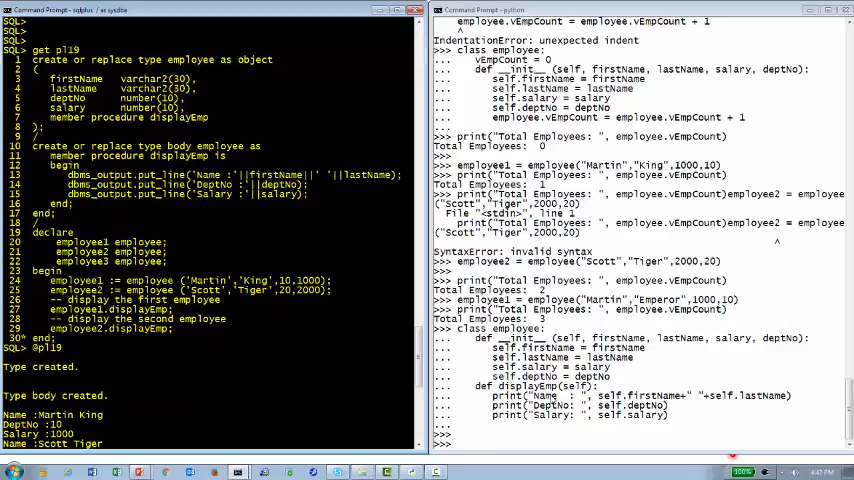 Command Prompt - sqlplus / as sysdba
SQL>
SQL>
SQL>
SQL> get pl19
1 create or replace type employee as object
2 (
3 firstName varchar2(30),
4 lastName varchar2(30),
5 deptNo number(10),
6 salary number(10),
7 member procedure displayEmp
8 );
9 /
10 create or replace type body employee as
11 member procedure displayEmp is
12 begin
13 dbms_output.put_line('Name :'||firstName||' '||lastName);
14 dbms_output.put_line('DeptNo :'||deptNo);
15 dbms_output.put_line('Salary :'||salary);
16 end;
17 end;
18 /
19 declare
20 employee1 employee;
21 employee2 employee;
22 employee3 employee;
23 begin
24 employee1 := employee ('Martin','King',10,1000);
25 employee2 := employee ('Scott','Tiger',20,2000);
26 -- display the first employee
27 employee1.displayEmp;
28 -- display the second employee
29 employee2.displayEmp;
30* end;
SQL> @pl19
Type created.
Type body created.
Name :Martin King
DeptNo :10
Salary :1000
Name :Scott Tiger
Command Prompt - python
employee.vEmpCount = employee.vEmpCount + 1
^
IndentationError: unexpected indent
>>> class employee:
... vEmpCount = 0
... def __init__ (self, firstName, lastName, salary, deptNo):
... self.firstName = firstName
... self.lastName = lastName
... self.salary = salary
... self.deptNo = deptNo
... employee.vEmpCount = employee.vEmpCount + 1
...
>>> print("Total Employees: ", employee.vEmpCount)
Total Employees: 0
>>>
>>> employee1 = employee("Martin","King",1000,10)
>>> print("Total Employees: ", employee.vEmpCount)
Total Employees: 1
>>> print("Total Employees: ", employee.vEmpCount)employee2 = employee
("Scott","Tiger",2000,20)
File "<stdin>", line 1
print("Total Employees: ", employee.vEmpCount)employee2 = employee
("Scott","Tiger",2000,20)
^
SyntaxError: invalid syntax
>>> employee2 = employee("Scott","Tiger",2000,20)
>>>
>>> print("Total Employees: ", employee.vEmpCount)
Total Employees: 2
>>> employee1 = employee("Martin","Emperor",1000,10)
>>> print("Total Employees: ", employee.vEmpCount)
Total Employees: 3
>>> class employee:
... def __init__ (self, firstName, lastName, salary, deptNo):
... self.firstName = firstName
... self.lastName = lastName
... self.salary = salary
... self.deptNo = deptNo
... def displayEmp(self):
... print("Name : ", self.firstName+" "+self.lastName)
... print("DeptNo: ", self.deptNo)
... print("Salary: ", self.salary)
...
>>>
>>>
100%
4:47 PM